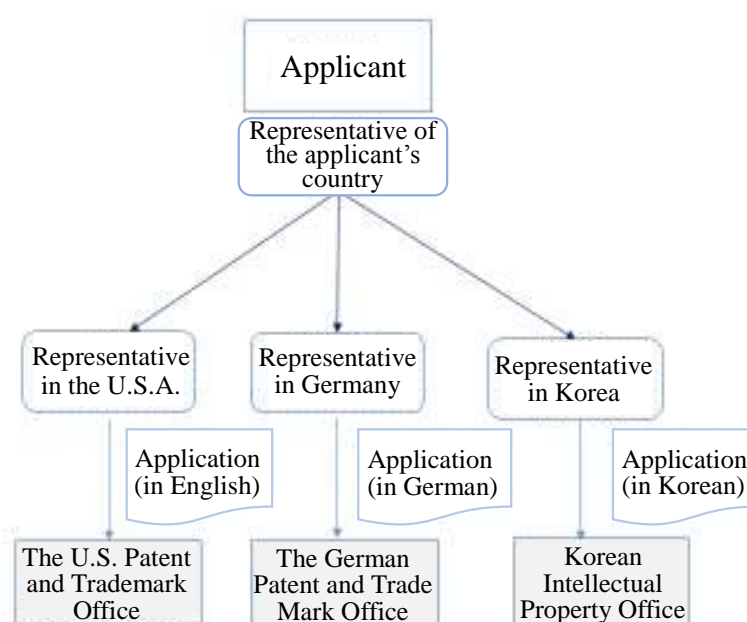 Applicant
Representative of
the applicant’s
country
Representative
in the U.S.A.
Representative
in Germany
Representative
in Korea
Application
(in English)
Application
(in German)
Application
(in Korean)
The U.S. Patent
and Trademark
Office
The German
Patent and Trade
Mark Office
Korean
Intellectual
Property Office